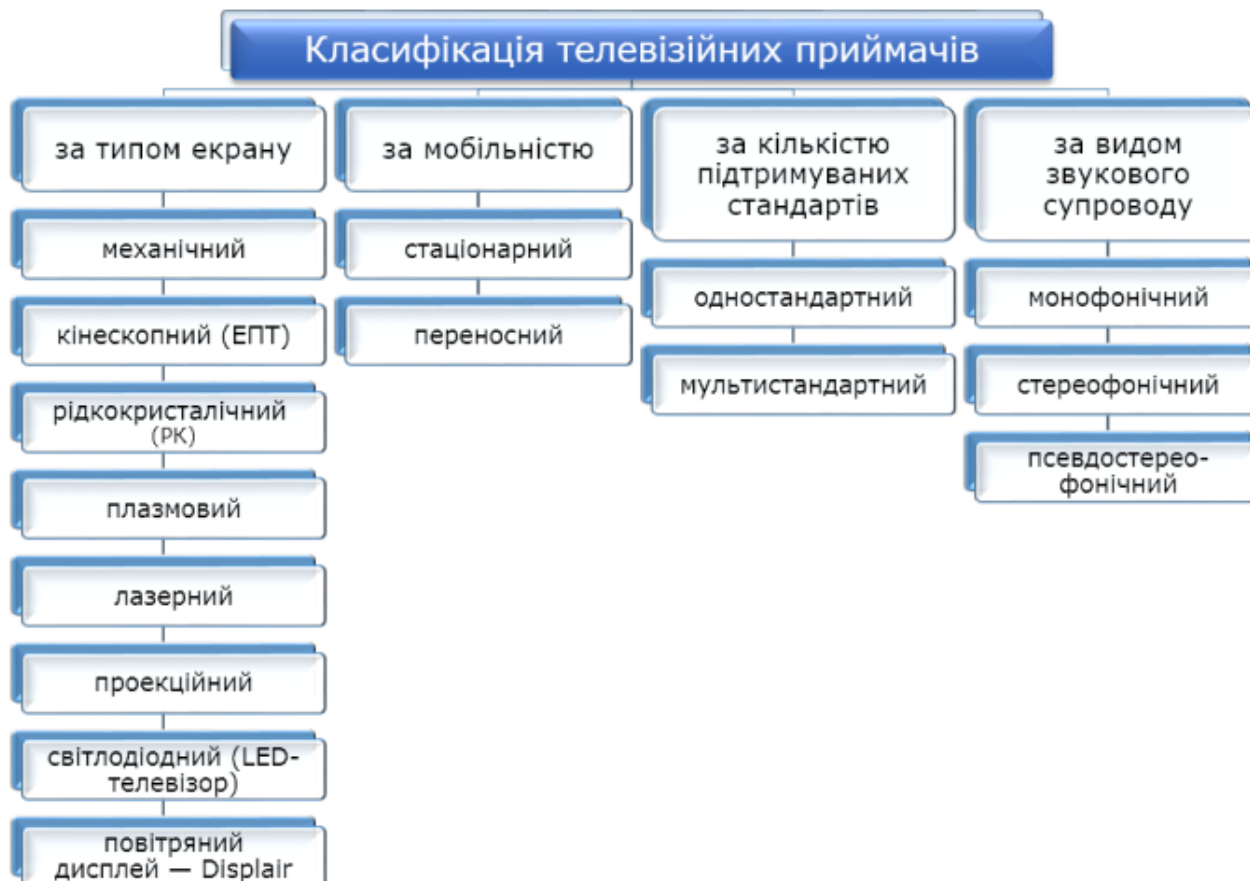 Класифікація телевізійних приймачів
за типом екрану
механічний
кінескопний (ЕПТ)
рідкокристалічний
(РК)
плазмовий
лазерний
проекційний
світлодіодний (LED-
телевізор)
повітряний
дисплей — Displair
за мобільністю
стаціонарний
переносний
за кількістю
підтримуваних
стандартів
одностандартний
мультистандартний
за видом
звукового
супроводу
монофонічний
стереофонічний
псевдостерео-
фонічний